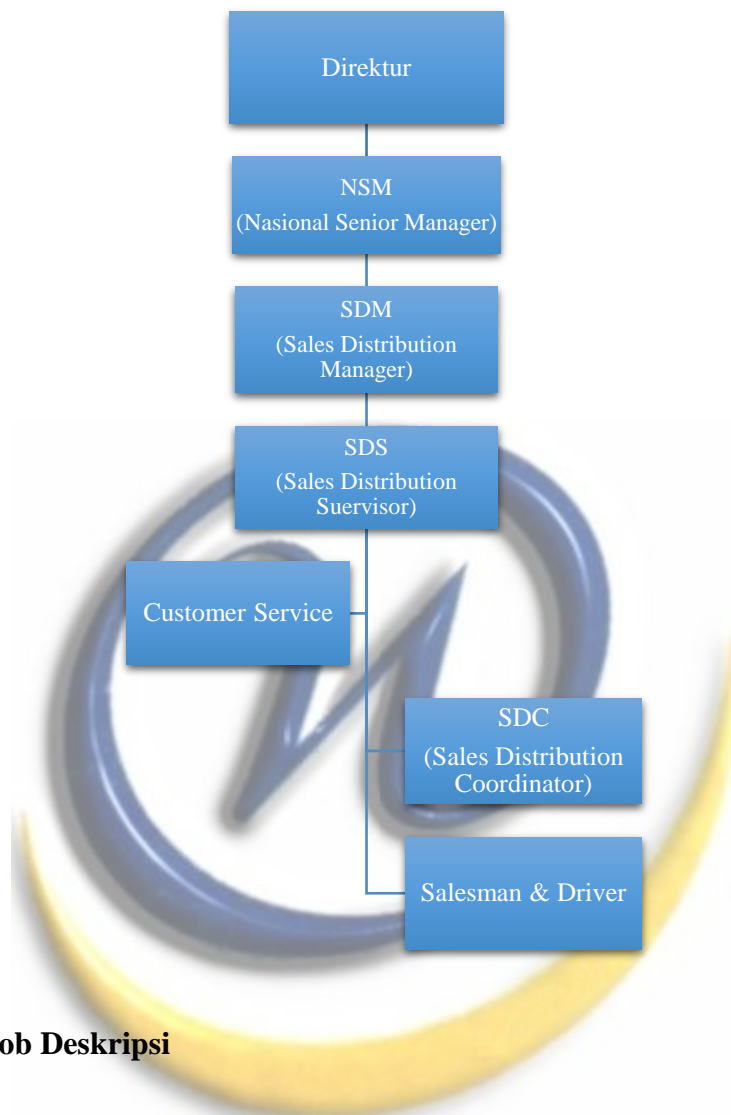 Direktur
NSM
(Nasional Senior Manager)
SDM
(Sales Distribution
Manager)
SDS
(Sales Distribution
Suervisor)
Customer Service
SDC
(Sales Distribution
Coordinator)
Salesman & Driver
ob Deskripsi